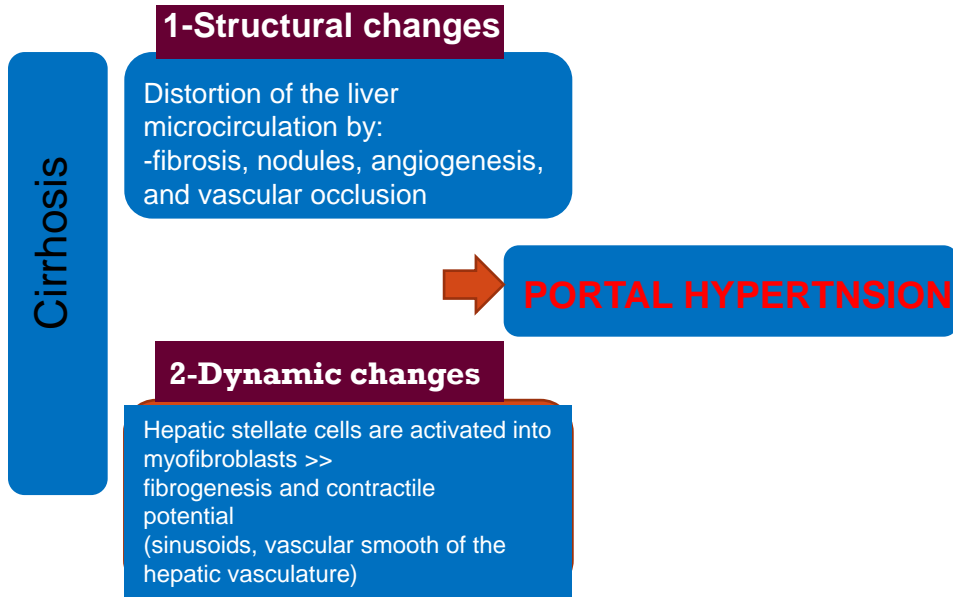 Cirrhosis
1-Structural changes
Distortion of the liver
microcirculation by:
-fibrosis, nodules, angiogenesis,
and vascular occlusion
PORTAL HYPERTNSION
2-Dynamic changes
Hepatic stellate cells are activated into
myofibroblasts >>
fibrogenesis and contractile
potential
(sinusoids, vascular smooth of the
hepatic vasculature)